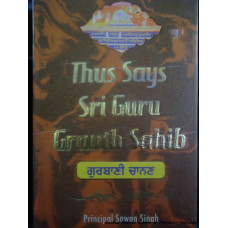 Thus Says
Sri Guru
Granth Sahib
ਗੁਰਬਾਣੀ ਚਾਨਣ
Principal Sawan Singh